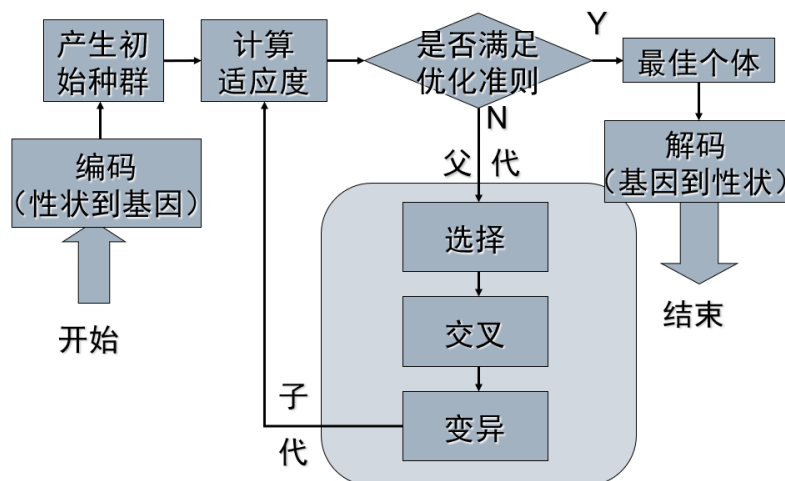 产生初
始种群
计算
适应度
是否满足
优化准则
Y
最佳个体
N
编码
（性状到基因）
解码
（基因到性状）
父 代
选择
开始
交叉
结束
子
代
变异